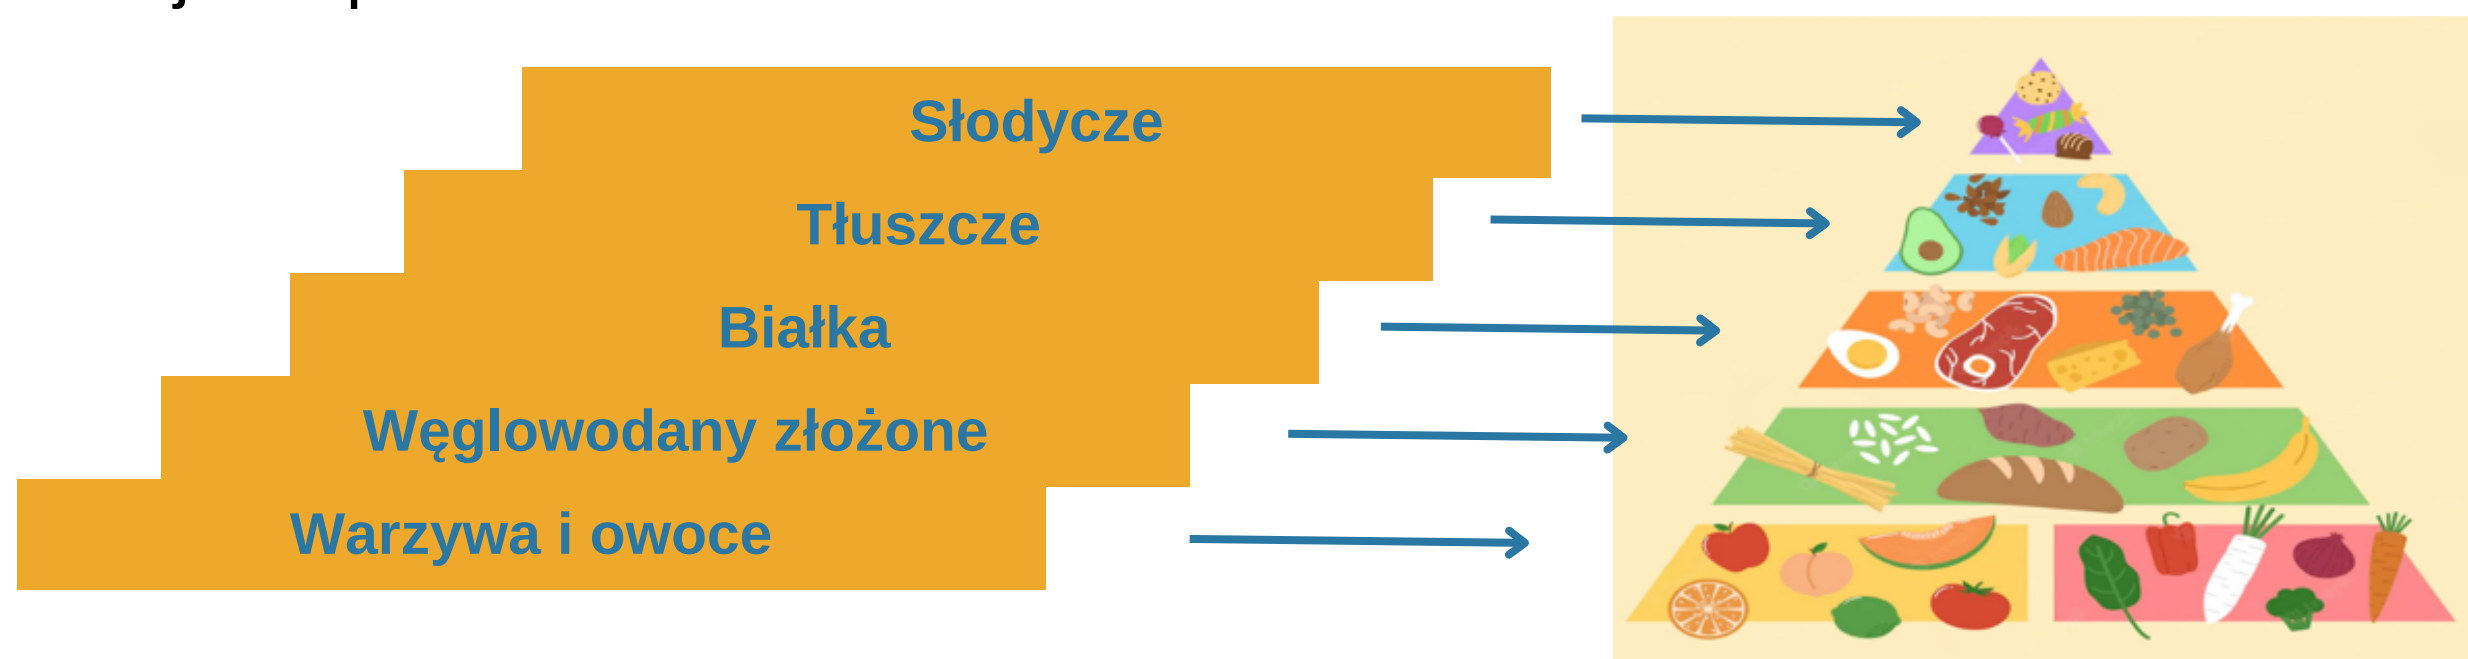 Słodycze
Tłuszcze
Białka
Węglowodany złożone
Warzywa i owoce